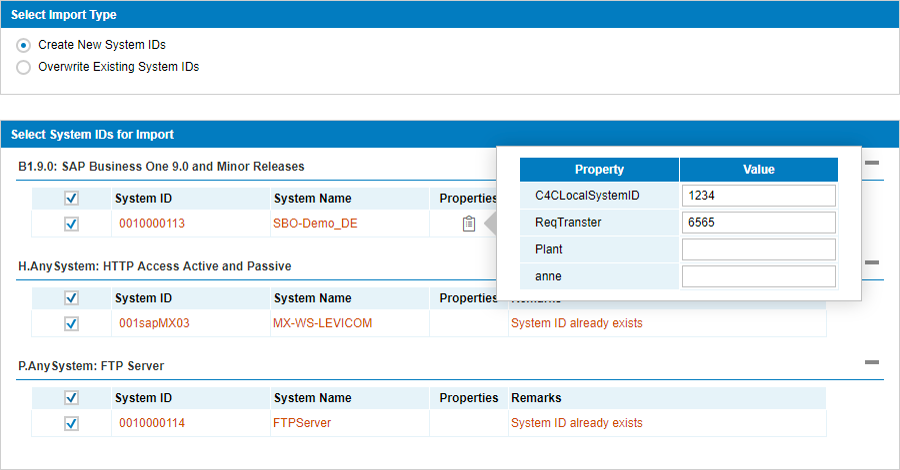 Select Import Type
Create New System IDs
Overwrite Existing System IDs
Select System IDs for Import
B1.9.0: SAP Business One 9.0 and Minor Releases
System ID System Name Properties
0010000113 SBO-Demo_DE
Property Value
C4CLocalSystemID 1234
ReqTranster 6565
Plant
anne
H.AnySystem: HTTP Access Active and Passive
System ID System Name Properties Remarks
001sapMX03 MX-WS-LEVICOM System ID already exists
P.AnySystem: FTP Server
System ID System Name Properties Remarks
0010000114 FTPServer System ID already exists